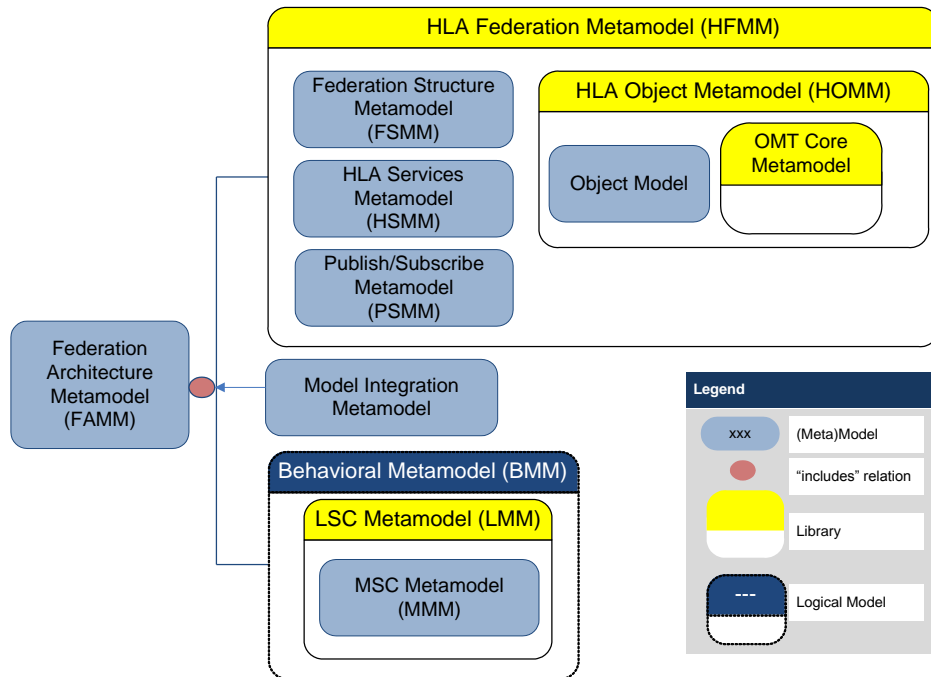 HLA Federation Metamodel (HFMM)
Federation Structure
Metamodel
(FSMM)
HLA Services
Metamodel
(HSMM)
Publish/Subscribe
Metamodel
(PSMM)
HLA Object Metamodel (HOMM)
Object Model
OMT Core
Metamodel
Federation
Architecture
Metamodel
(FAMM)
Model Integration
Metamodel
Behavioral Metamodel (BMM)
LSC Metamodel (LMM)
MSC Metamodel
(MMM)
Legend
xxx
(Meta)Model
“includes” relation
Library
---
Logical Model